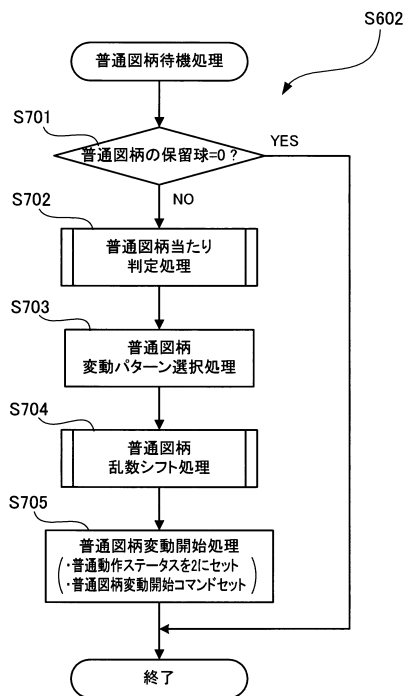 S602
普通図柄待機処理
S701
普通図柄の保留球=0？
YES
NO
S702
普通図柄当たり
判定処理
S703
普通図柄
変動パターン選択処理
S704
普通図柄
乱数シフト処理
S705
普通図柄変動開始処理
(・普通動作ステータスを2にセット
・普通図柄変動開始コマンドセット)
終了